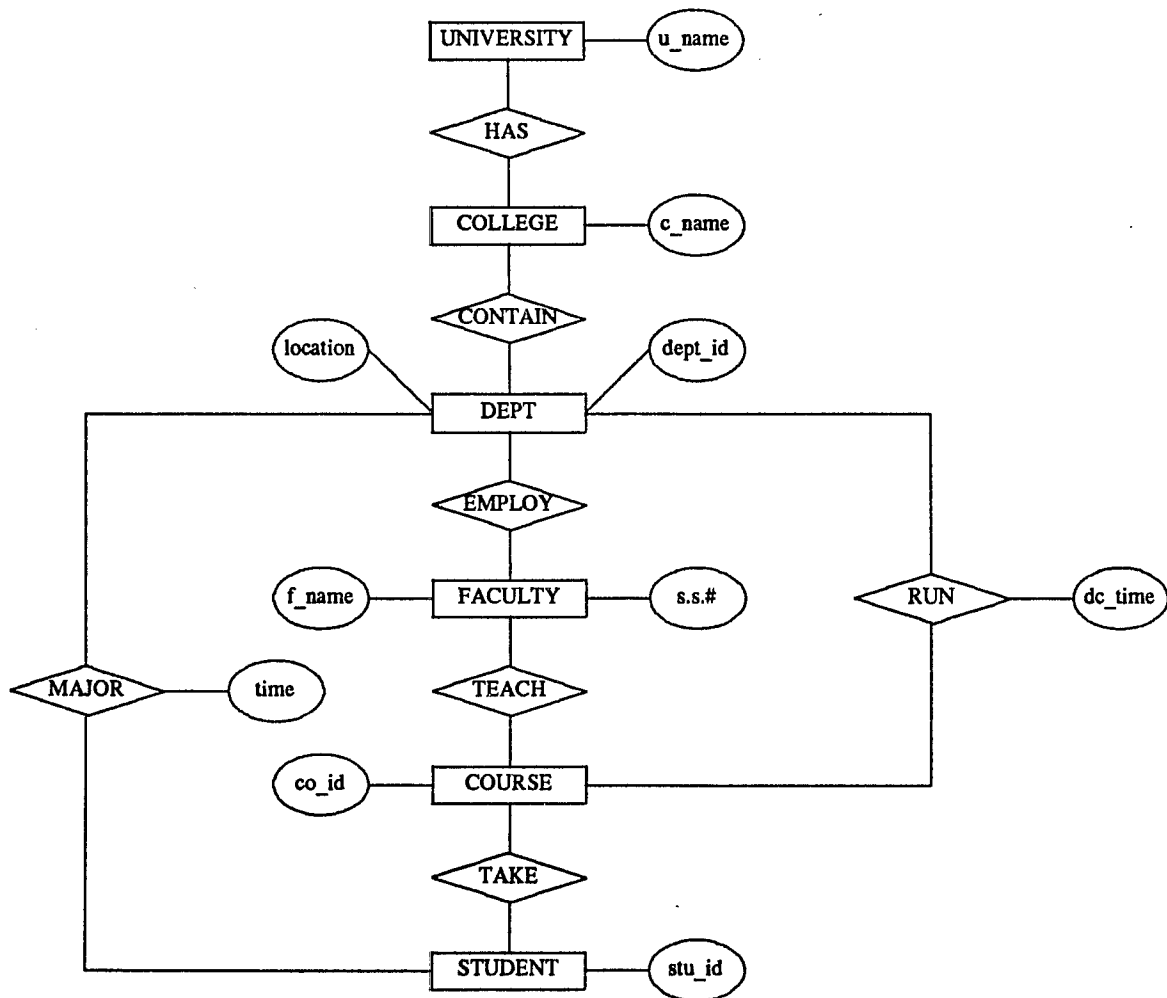 UNIVERSITY
u_name
HAS
COLLEGE
c_name
CONTAIN
location
dept_id
DEPT
EMPLOY
f_name
FACULTY
s.s.#
RUN
dc_time
MAJOR
time
TEACH
co_id
COURSE
TAKE
STUDENT
stu_id